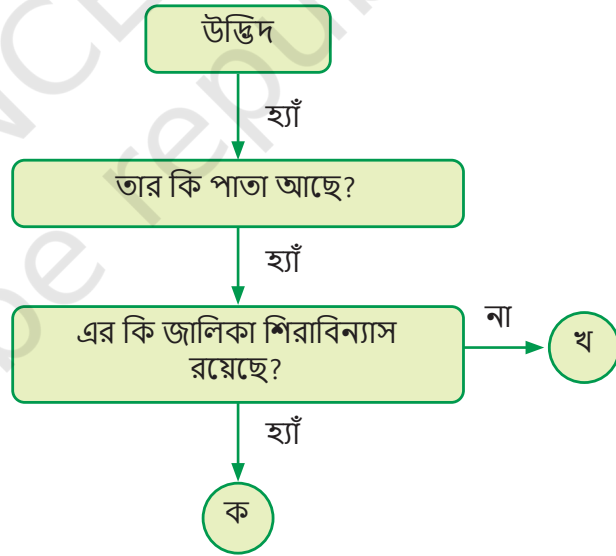 উদ্ভিদ
হ্যাঁ
তার কি পাতা আছে?
হ্যাঁ
এর কি জালিকা শিরাবিন্যাস
রয়েছে?
না
খ
হ্যাঁ
ক